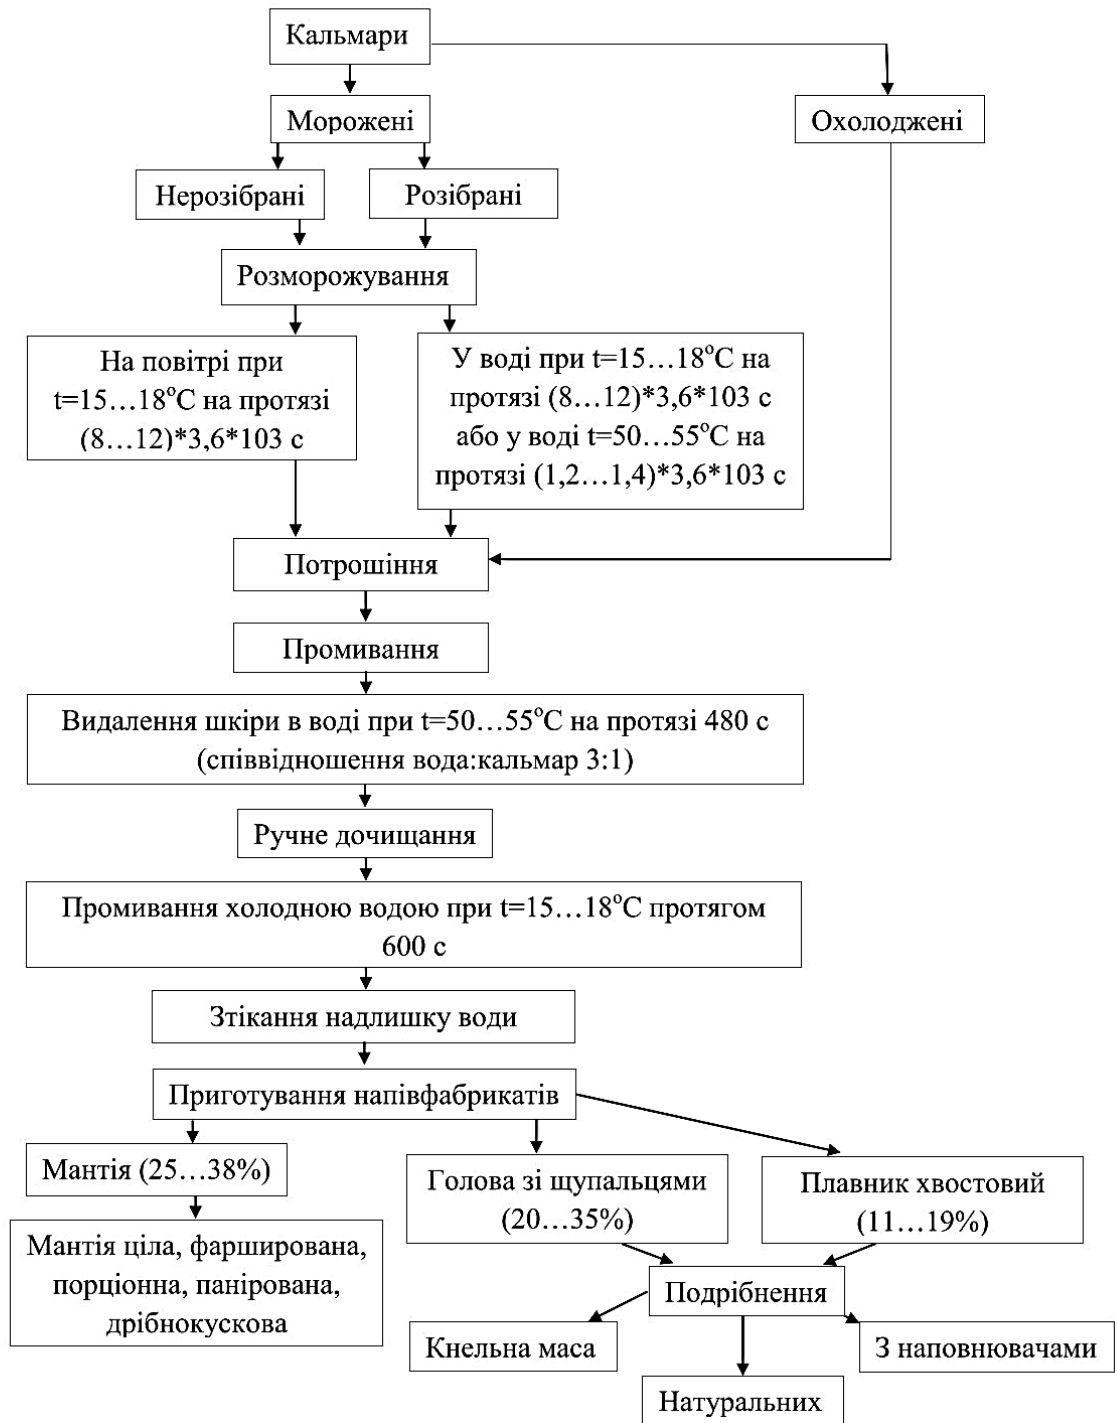 Кальмари
Морожені
Охолоджені
Нерозібрані
Розібрані
Розморожування
На повітрі при
t=15…18°С на протязі
(8…12)*3,6*103 с
У воді при t=15…18°С на
протязі (8…12)*3,6*103 с
або у воді t=50…55°С на
протязі (1,2…1,4)*3,6*103 с
Потрошіння
Промивання
Видалення шкіри в воді при t=50…55°С на протязі 480 с
(співвідношення вода:кальмар 3:1)
Ручне дочищання
Промивання холодною водою при t=15…18°С протягом
600 с
Зтікання надлишку води
Приготування напівфабрикатів
Мантія (25…38%)
Голова зі щупальцями
(20…35%)
Плавник хвостовий
(11…19%)
Мантія ціла, фарширована,
порціонна, панірована,
дрібнокускова
Подрібнення
Кнельна маса
З наповнювачами
Натуральних